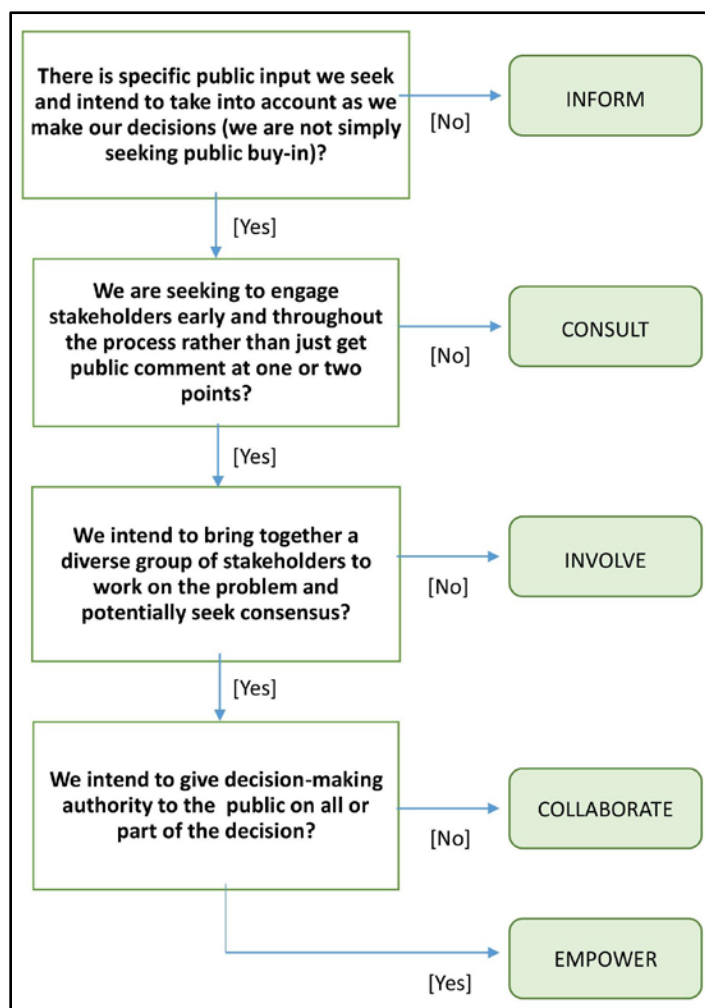 There is specific public input we seek
and intend to take into account as we
make our decisions (we are not simply
seeking public buy-in)?
[No]
INFORM
[Yes]
We are seeking to engage
stakeholders early and throughout
the process rather than just get
public comment at one or two
points?
[No]
CONSULT
[Yes]
We intend to bring together a
diverse group of stakeholders to
work on the problem and
potentially seek consensus?
[No]
INVOLVE
[Yes]
We intend to give decision-making
authority to the public on all or
part of the decision?
[No]
COLLABORATE
[Yes]
EMPOWER